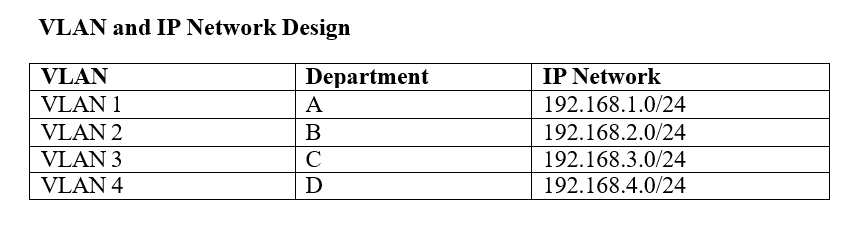 VLAN and IP Network Design
VLAN Department IP Network
VLAN 1 A 192.168.1.0/24
VLAN 2 B 192.168.2.0/24
VLAN 3 C 192.168.3.0/24
VLAN 4 D 192.168.4.0/24